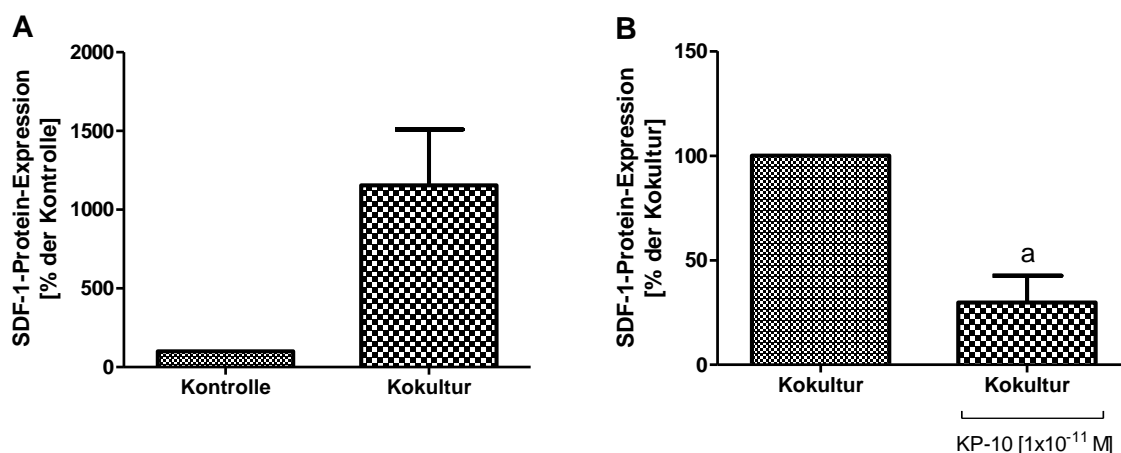 A
SDF-1-Protein-Expression
[% der Kontrolle]
2000
1500
1000
500
0
Kontrolle
Kokultur
B
SDF-1-Protein-Expression
[% der Kokultur]
150
100
50
0
a
Kokultur
Kokultur
KP-10 [1x10⁻¹¹ M]